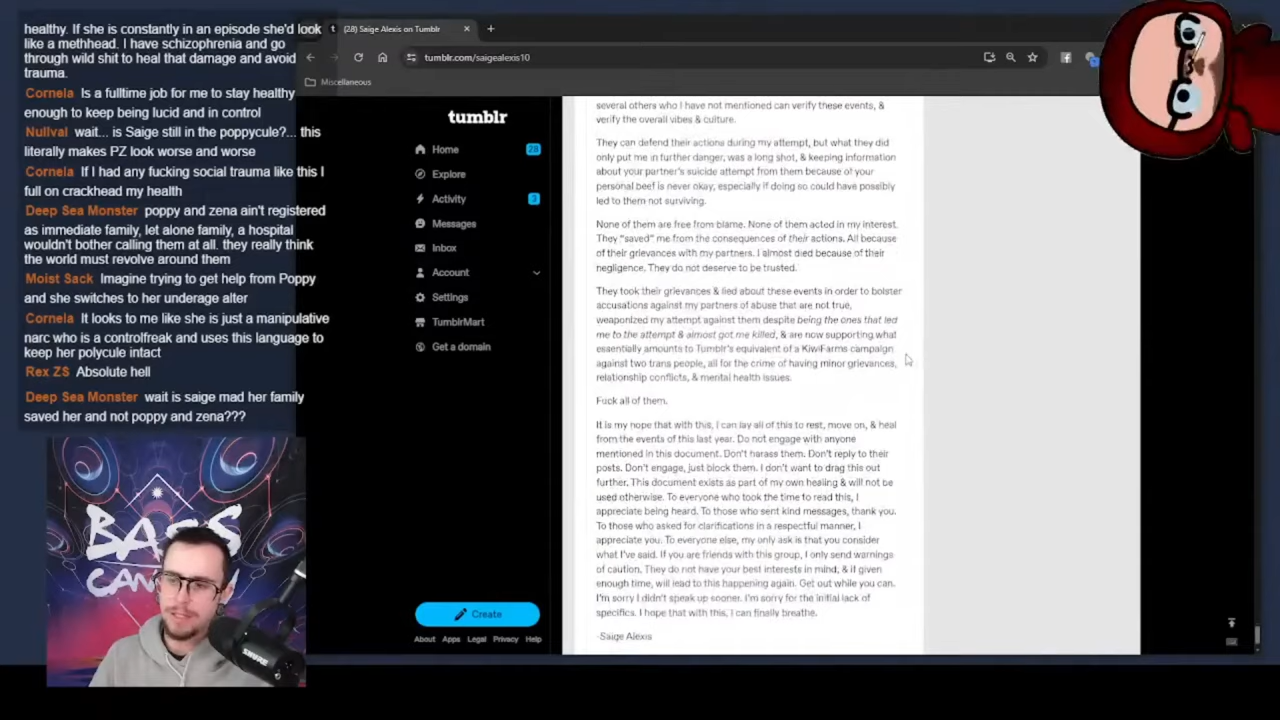 healthy. If she is constantly in an episode she'd look
like a methhead. I have schizophrenia and go
through wild shit to heal that damage and avoid
trauma.
Cornela Is a fulltime job for me to stay healthy
enough to keep being lucid and in control
Nullval wait... is Saige still in the poppycule?... this
literally makes PZ look worse and worse
Cornela If I had any fucking social trauma like this I
full on crackhead my health
Deep Sea Monster poppy and zena ain't registered
as immediate family, let alone family, a hospital
wouldn't bother calling them at all. they really think
the world must revolve around them
Moist Sack Imagine trying to get help from Poppy
and she switches to her underage alter
Cornela It looks to me like she is just a manipulative
narc who is a controlfreak and uses this language to
keep her polycule intact
Rex ZS Absolute hell
Deep Sea Monster wait is saige mad her family
saved her and not poppy and zena???
BASS
CANYON
SHURE
t (28) Saige Alexis on Tumblr
tumblr.com/saigealexis10
Miscellaneous
tumblr
Home 28
Explore
Activity 3
Messages
Inbox
Account
Settings
TumblrMart
Get a domain
Create
About Apps Legal Privacy Help
several others who I have not mentioned can verify these events, &
verify the overall vibes & culture.
They can defend their actions during my attempt, but what they did
only put me in further danger, was a long shot, & keeping information
about your partner's suicide attempt from them because of your
personal beef is never okay, especially if doing so could have possibly
led to them not surviving.
None of them are free from blame. None of them acted in my interest.
They "saved" me from the consequences of their actions. All because
of their grievances with my partners. I almost died because of their
negligence. They do not deserve to be trusted.
They took their grievances & lied about these events in order to bolster
accusations against my partners of abuse that are not true,
weaponized my attempt against them despite being the ones that led
me to the attempt & almost got me killed, & are now supporting what
essentially amounts to Tumblr's equivalent of a KiwiFarms campaign
against two trans people, all for the crime of having minor grievances,
relationship conflicts, & mental health issues.
Fuck all of them.
It is my hope that with this, I can lay all of this to rest, move on, & heal
from the events of this last year. Do not engage with anyone
mentioned in this document. Don't harass them. Don't reply to their
posts. Don't engage, just block them. I don't want to drag this out
further. This document exists as part of my own healing & will not be
used otherwise. To everyone who took the time to read this, I
appreciate being heard. To those who sent kind messages, thank you.
To those who asked for clarifications in a respectful manner, I
appreciate you. To everyone else, my only ask is that you consider
what I've said. If you are friends with this group, I only send warnings
of caution. They do not have your best interests in mind, & if given
enough time, will lead to this happening again. Get out while you can.
I'm sorry I didn't speak up sooner. I'm sorry for the initial lack of
specifics. I hope that with this, I can finally breathe.
-Saige Alexis